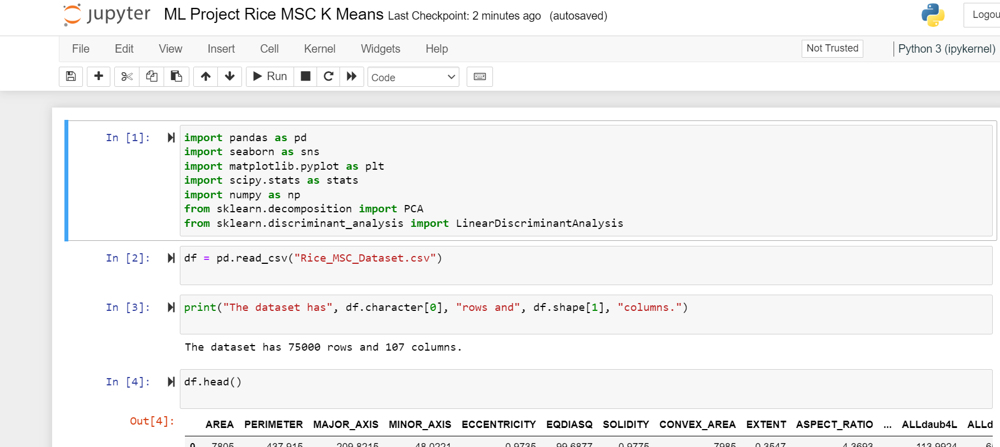 jupyter ML Project Rice MSC K Means Last Checkpoint: 2 minutes ago (autosaved)
File Edit View Insert Cell Kernel Widgets Help Not Trusted Python 3 (ipykernel)
Run Code
In [1]: import pandas as pd
import seaborn as sns
import matplotlib.pyplot as plt
import scipy.stats as stats
import numpy as np
from sklearn.decomposition import PCA
from sklearn.discriminant_analysis import LinearDiscriminantAnalysis
In [2]: df = pd.read_csv("Rice_MSC_Dataset.csv")
In [3]: print("The dataset has", df.character[0], "rows and", df.shape[1], "columns.")
The dataset has 75000 rows and 107 columns.
In [4]: df.head()
Out[4]:
AREA PERIMETER MAJOR_AXIS MINOR_AXIS ECCENTRICITY EQDIASQ SOLIDITY CONVEX_AREA EXTENT ASPECT_RATIO ... ALLdaub4L ALLd
0 7805 437.915 209.8215 48.0221 0.9735 99.6877 0.9775 7985 0.3547 4.3693 113.9924